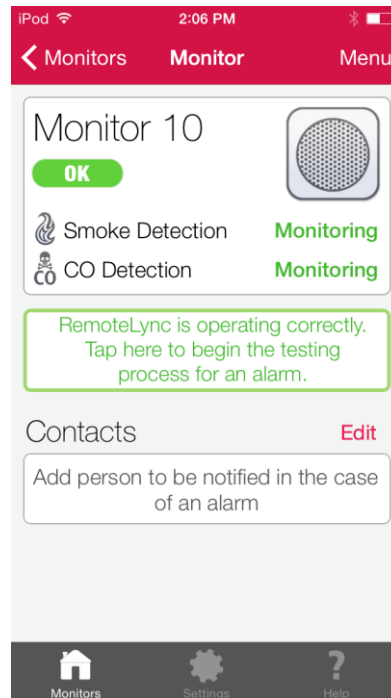 iPod 2:06 PM
Monitors Monitor Menu
Monitor 10
OK
Smoke Detection Monitoring
CO CO Detection Monitoring
RemoteLync is operating correctly.
Tap here to begin the testing
process for an alarm.
Contacts Edit
Add person to be notified in the case
of an alarm
Monitors Settings Help